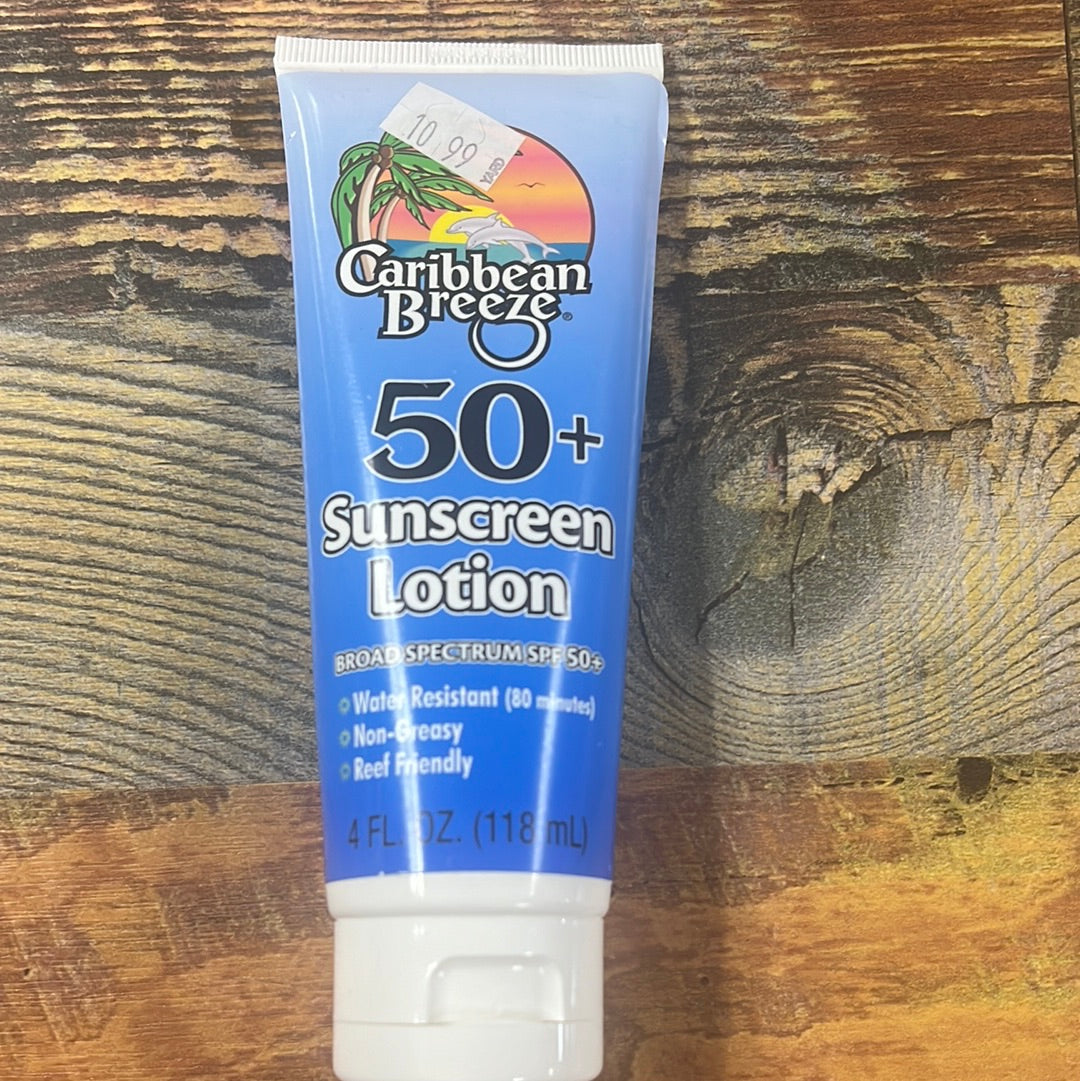 10.99
YARD
Caribbean
Breeze®
50+
Sunscreen
Lotion
BROAD SPECTRUM SPF 50+
Water Resistant (80 minutes)
Non-Greasy
Reef Friendly
4 FL. OZ. (118 mL)